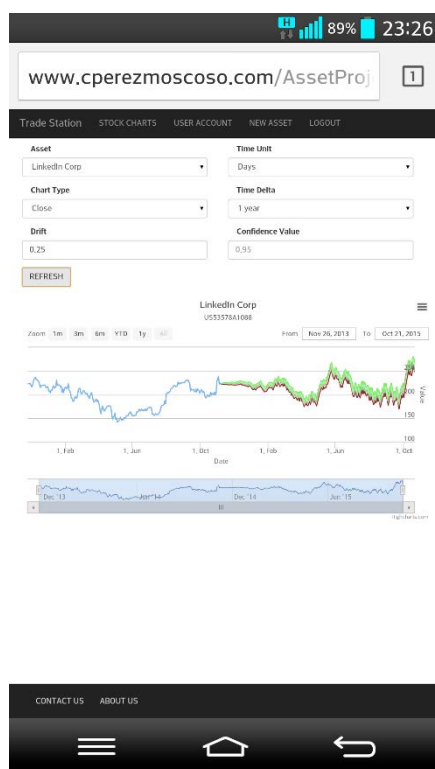 H 89% 23:26
www.cperezmoscoso.com/AssetProj 1
Trade Station STOCK CHARTS USER ACCOUNT NEW ASSET LOGOUT
Asset Time Unit
LinkedIn Corp Days
Chart Type Time Delta
Close 1 year
Drift Confidence Value
0.25 0.95
REFRESH
LinkedIn Corp
US53578A1088
Zoom 1m 3m 6m YTD 1y All From Nov 26, 2013 To Oct 21, 2015
250
200
Value
150
100
1. Feb 1. Jun 1. Oct 1. Feb 1. Jun 1. Oct
Date
Dec '13 Jun '14 Dec '14 Jun '15
Highcharts.com
CONTACT US ABOUT US